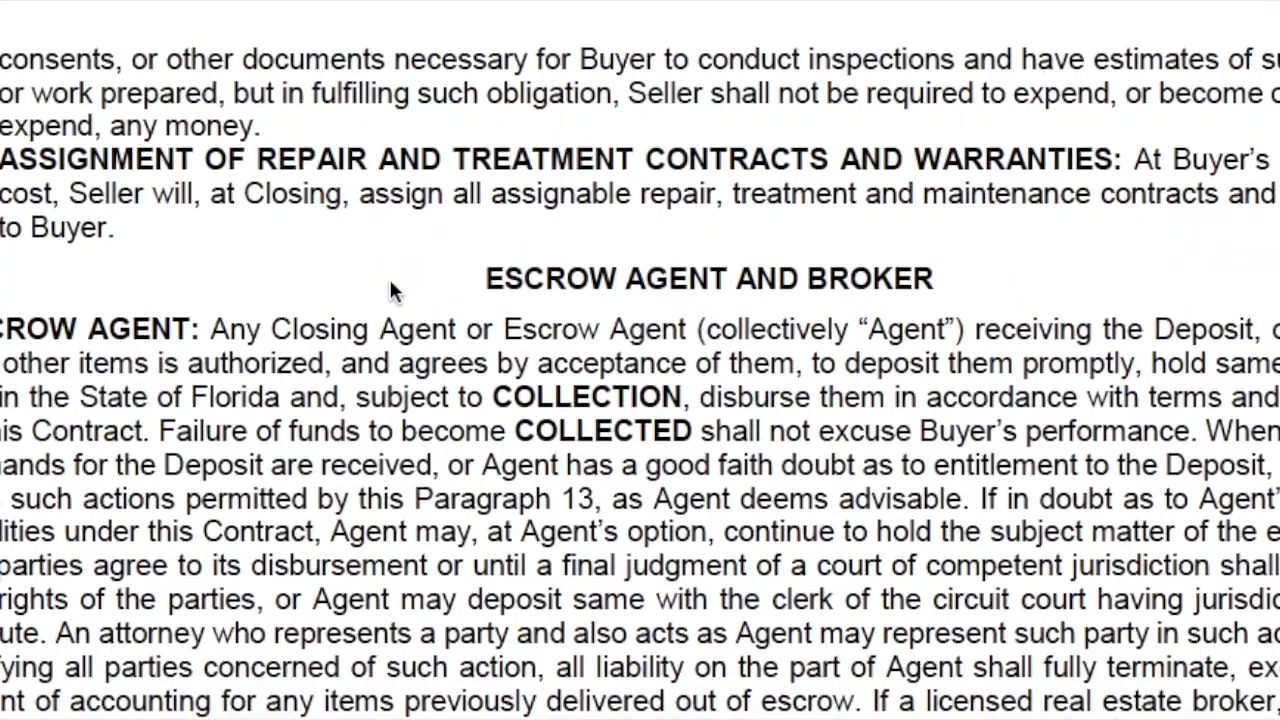 consents, or other documents necessary for Buyer to conduct inspections and have estimates of
or work prepared, but in fulfilling such obligation, Seller shall not be required to expend, or become
expend, any money.
ASSIGNMENT OF REPAIR AND TREATMENT CONTRACTS AND WARRANTIES: At Buyer’s
cost, Seller will, at Closing, assign all assignable repair, treatment and maintenance contracts and
to Buyer.
ESCROW AGENT AND BROKER
CROW AGENT: Any Closing Agent or Escrow Agent (collectively “Agent”) receiving the Deposit,
other items is authorized, and agrees by acceptance of them, to deposit them promptly, hold same
in the State of Florida and, subject to COLLECTION, disburse them in accordance with terms and
is Contract. Failure of funds to become COLLECTED shall not excuse Buyer’s performance. When
ands for the Deposit are received, or Agent has a good faith doubt as to entitlement to the Deposit,
such actions permitted by this Paragraph 13, as Agent deems advisable. If in doubt as to Agent’
lities under this Contract, Agent may, at Agent’s option, continue to hold the subject matter of the e
parties agree to its disbursement or until a final judgment of a court of competent jurisdiction shall
rights of the parties, or Agent may deposit same with the clerk of the circuit court having jurisdic
ute. An attorney who represents a party and also acts as Agent may represent such party in such ac
fying all parties concerned of such action, all liability on the part of Agent shall fully terminate, exc
nt of accounting for any items previously delivered out of escrow. If a licensed real estate broker,